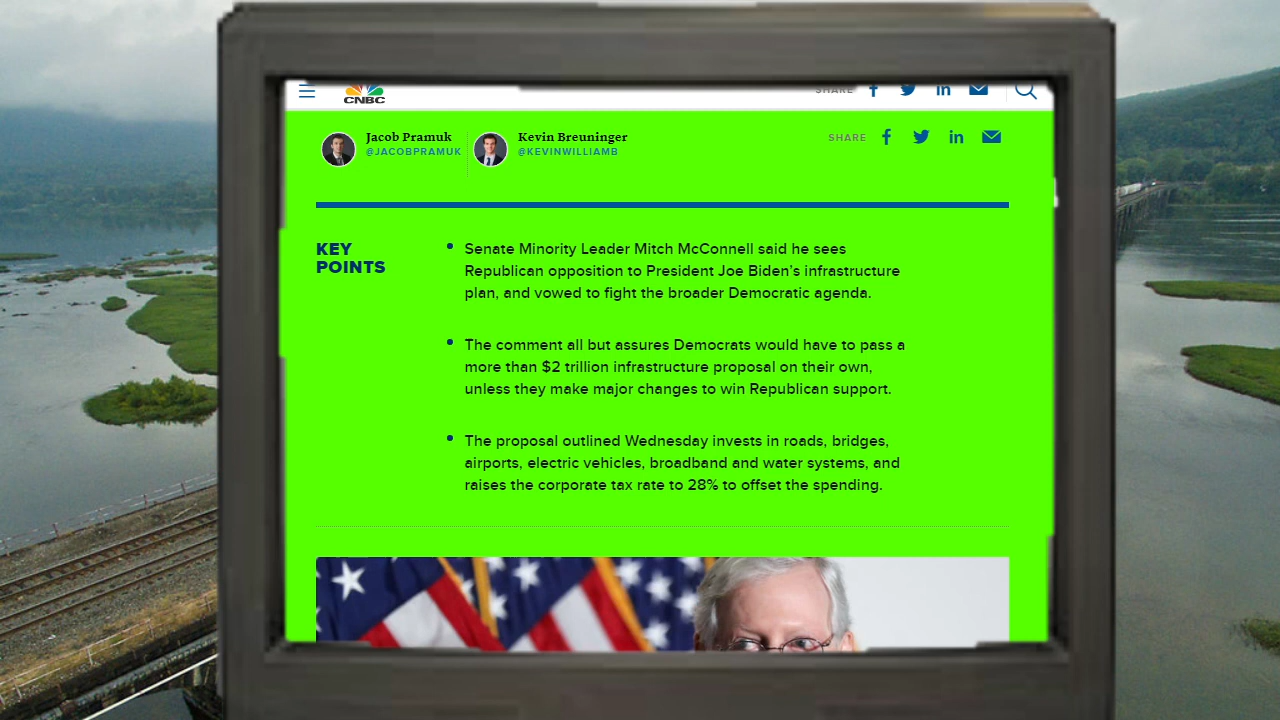 CNBC
SHARE
Jacob Pramuk
@JACOBPRAMUK
Kevin Breuninger
@KEVINWILLIAMB
SHARE
KEY
POINTS
Senate Minority Leader Mitch McConnell said he sees
Republican opposition to President Joe Biden's infrastructure
plan, and vowed to fight the broader Democratic agenda.
The comment all but assures Democrats would have to pass a
more than $2 trillion infrastructure proposal on their own,
unless they make major changes to win Republican support.
The proposal outlined Wednesday invests in roads, bridges,
airports, electric vehicles, broadband and water systems, and
raises the corporate tax rate to 28% to offset the spending.